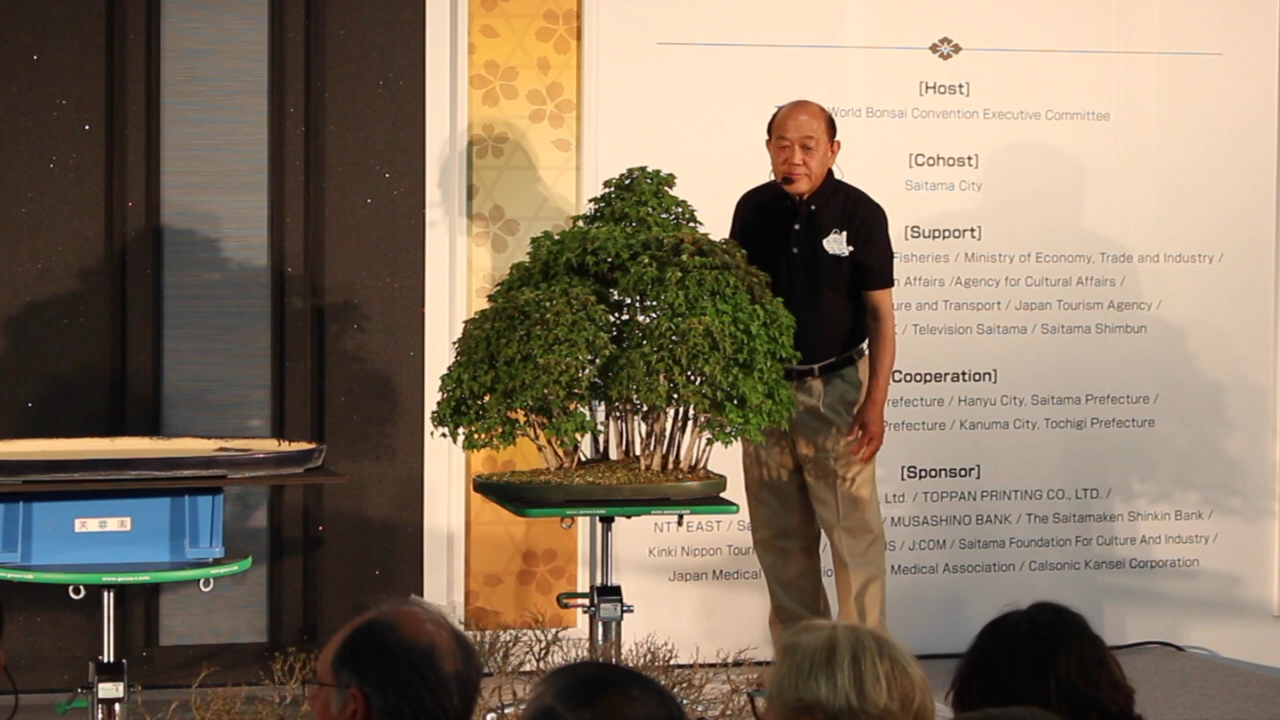 [Host]
World Bonsai Convention Executive Committee
[Cohost]
Saitama City
[Support]
Fisheries / Ministry of Economy, Trade and Industry /
Affairs /Agency for Cultural Affairs /
and Transport / Japan Tourism Agency /
/ Television Saitama / Saitama Shimbun
[Cooperation]
Prefecture / Hanyu City, Saitama Prefecture /
Prefecture / Kanuma City, Tochigi Prefecture
[Sponsor]
Ltd. / TOPPAN PRINTING CO., LTD. /
NTT EAST / / MUSASHINO BANK / The Saitamaken Shinkin Bank /
Kinki Nippon / / J:COM / Saitama Foundation For Culture And Industry /
Japan Medical Medical Association / Calsonic Kansei Corporation
芙蓉園